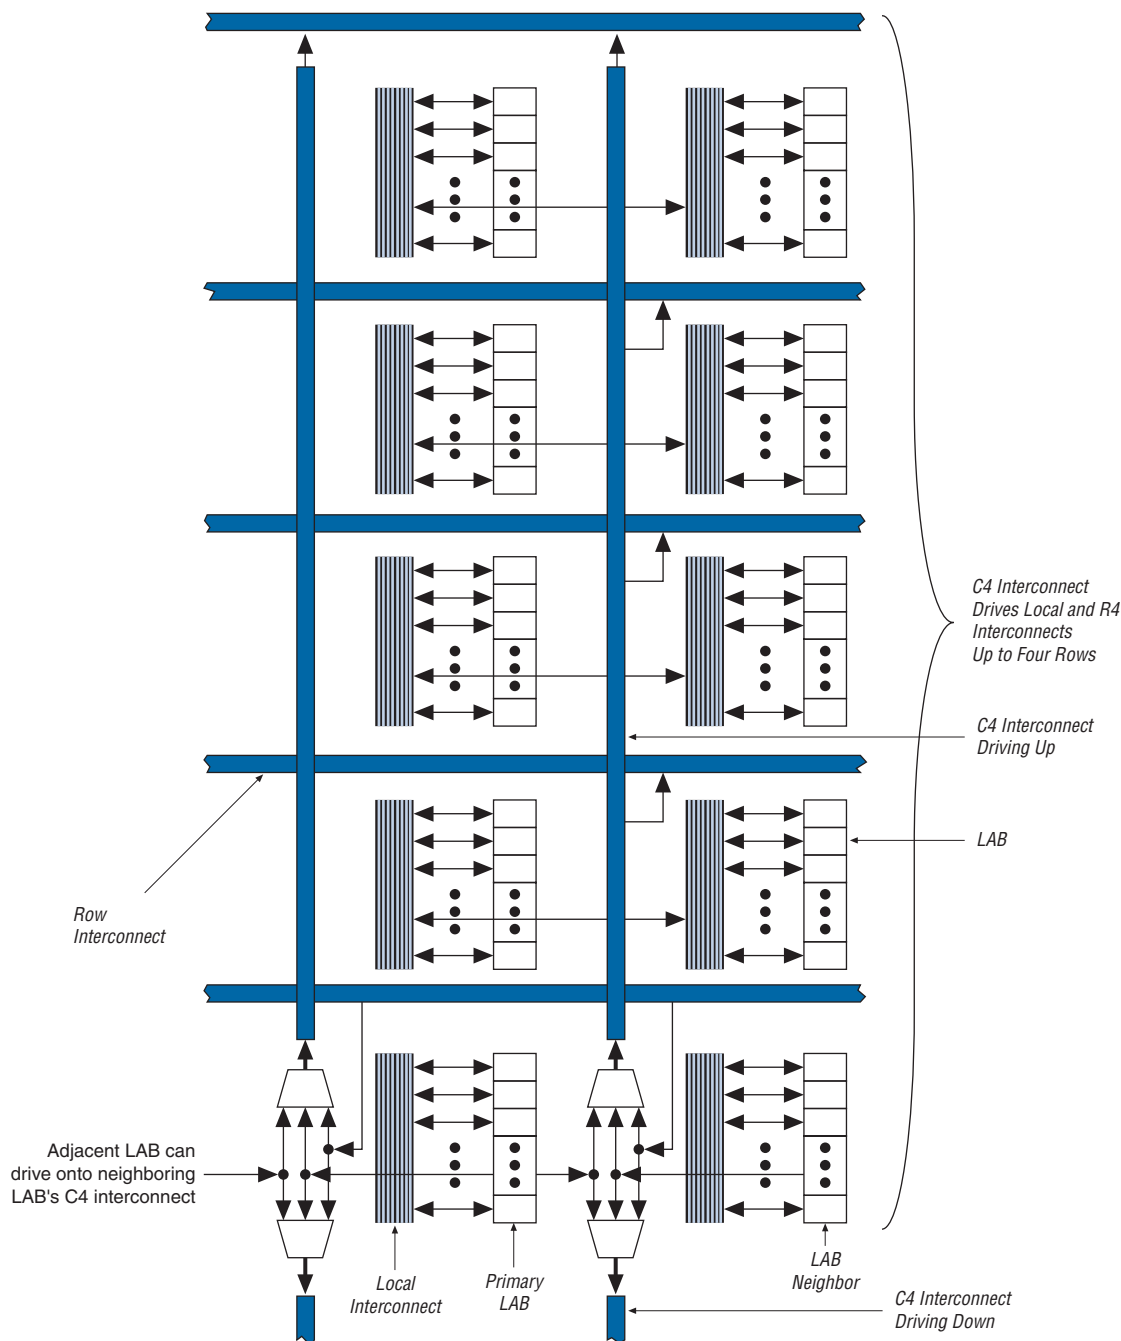 C4 Interconnect
Drives Local and R4
Interconnects
Up to Four Rows
C4 Interconnect
Driving Up
LAB
Row
Interconnect
Adjacent LAB can
drive onto neighboring
LAB's C4 interconnect
Local
Interconnect
Primary
LAB
LAB
Neighbor
C4 Interconnect
Driving Down